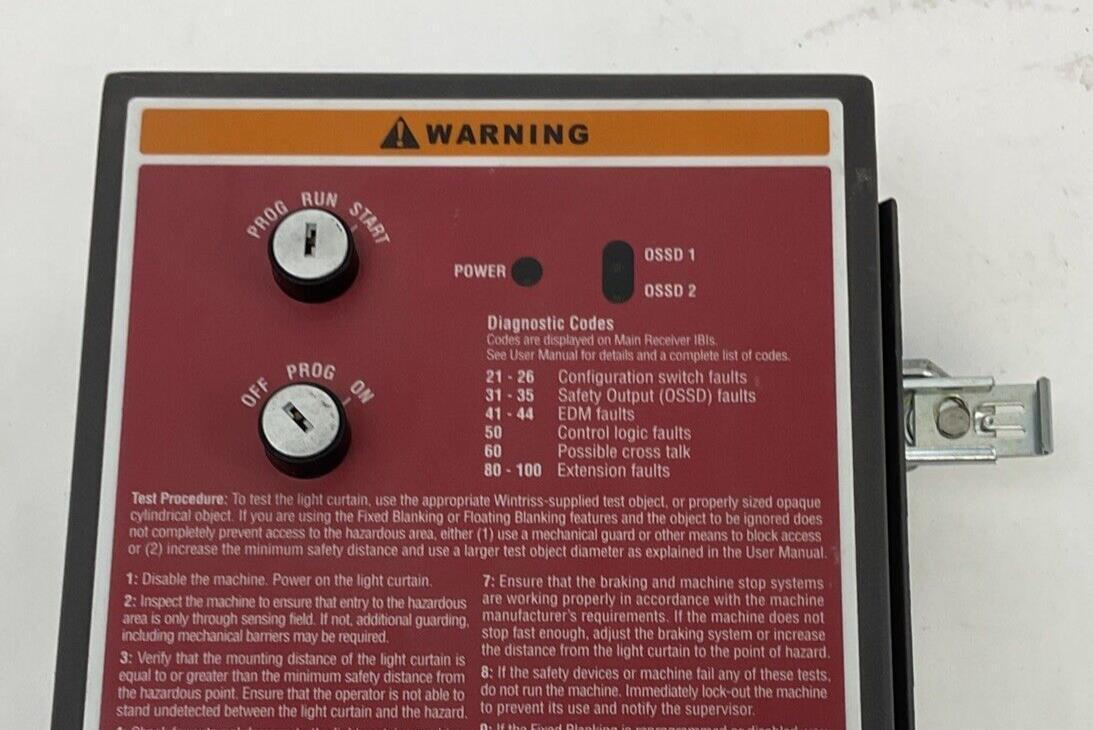 WARNING
PROG RUN START
POWER
OSSD 1
OSSD 2
OFF PROG ON
Diagnostic Codes
Codes are displayed on Main Receiver IBIs.
See User Manual for details and a complete list of codes.
21 - 26 Configuration switch faults
31 - 35 Safety Output (OSSD) faults
41 - 44 EDM faults
50 Control logic faults
60 Possible cross talk
80 - 100 Extension faults
Test Procedure: To test the light curtain, use the appropriate Wintriss-supplied test object, or properly sized opaque
cylindrical object. If you are using the Fixed Blanking or Floating Blanking features and the object to be ignored does
not completely prevent access to the hazardous area, either (1) use a mechanical guard or other means to block access
or (2) increase the minimum safety distance and use a larger test object diameter as explained in the User Manual.
1: Disable the machine. Power on the light curtain.
2: Inspect the machine to ensure that entry to the hazardous
area is only through sensing field. If not, additional guarding,
including mechanical barriers may be required.
3: Verify that the mounting distance of the light curtain is
equal to or greater than the minimum safety distance from
the hazardous point. Ensure that the operator is not able to
stand undetected between the light curtain and the hazard.
7: Ensure that the braking and machine stop systems
are working properly in accordance with the machine
manufacturer's requirements. If the machine does not
stop fast enough, adjust the braking system or increase
the distance from the light curtain to the point of hazard.
8: If the safety devices or machine fail any of these tests,
do not run the machine. Immediately lock-out the machine
to prevent its use and notify the supervisor.
9: If the Fixed Blanking is reprogrammed or disabled, you